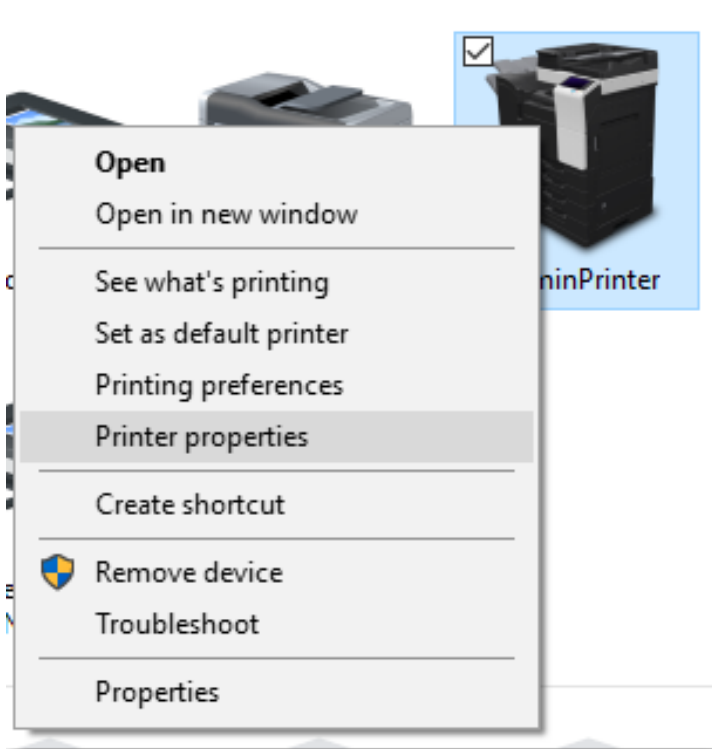 Open
Open in new window
See what's printing
Set as default printer
Printing preferences
Printer properties
Create shortcut
Remove device
Troubleshoot
Properties
minPrinter